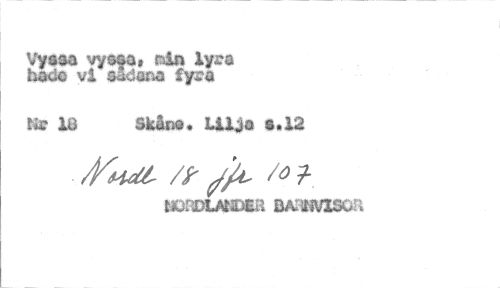 Vyssa vyssa, min lyra
hade vi sådana fyra
Nr 18 Skåne. Lilja s.12
Nordl 18 jfr 107
NORDLANDER BARNVISOR